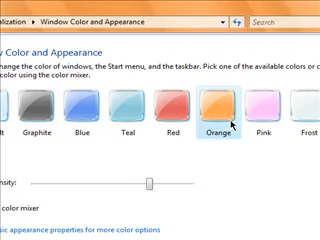 alization ▸ Window Color and Appearance
Search
w Color and Appearance
hange the color of windows, the Start menu, and the taskbar. Pick one of the available colors or c
color using the color mixer.
lt Graphite Blue Teal Red Orange Pink Frost
nsity:
color mixer
sic appearance properties for more color options